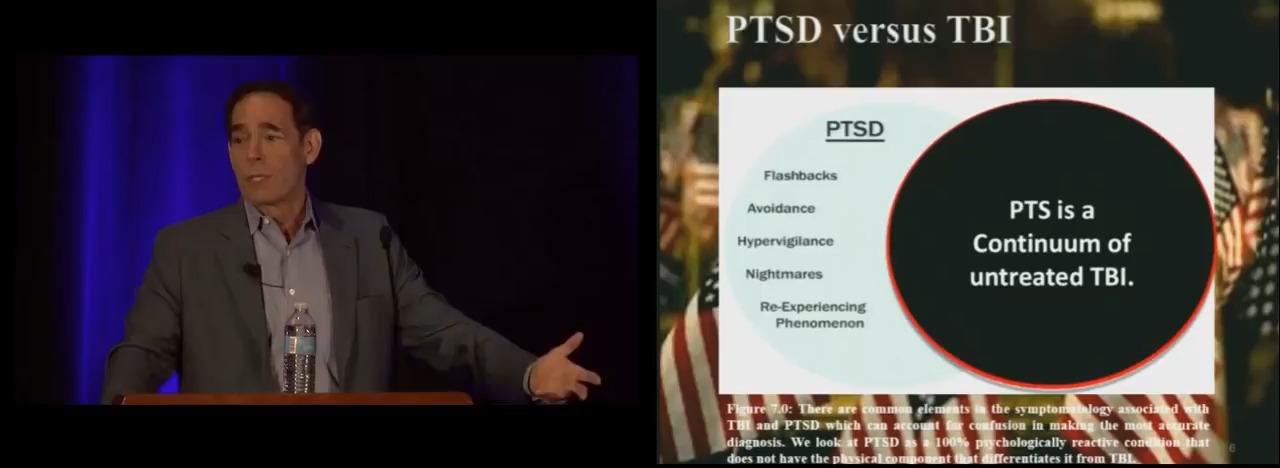 PTSD versus TBI
PTSD
Flashbacks
Avoidance
Hypervigilance
Nightmares
Re-Experiencing
Phenomenon
PTS is a
Continuum of
untreated TBI.
Figure 7.0: There are common elements in the symptomatology associated with
TBI and PTSD which can account for confusion in making the most accurate
diagnosis. We look at PTSD as a 100% psychologically reactive condition that
does not have the physical component that differentiates it from TBI.
6